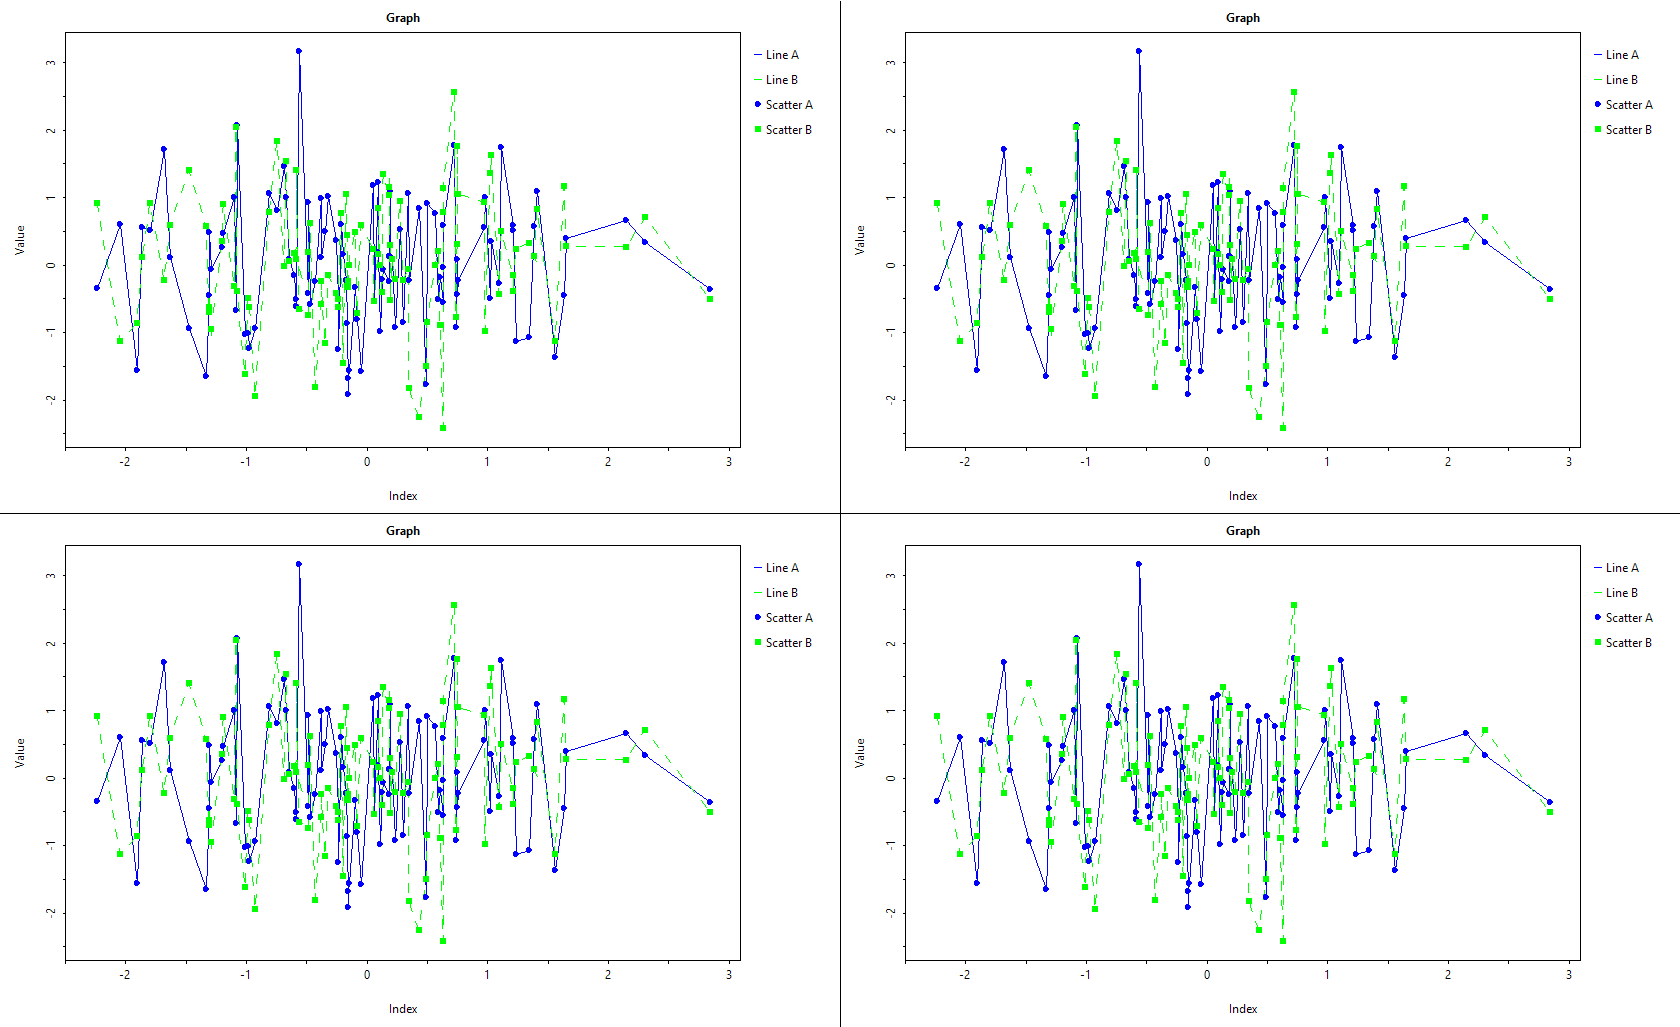 Graph
3
2
1
0
-1
-2
Value
-2 -1 0 1 2 3
Index
Line A
Line B
Scatter A
Scatter B
Graph
3
2
1
0
-1
-2
Value
-2 -1 0 1 2 3
Index
Line A
Line B
Scatter A
Scatter B
Graph
3
2
1
0
-1
-2
Value
-2 -1 0 1 2 3
Index
Line A
Line B
Scatter A
Scatter B
Graph
3
2
1
0
-1
-2
Value
-2 -1 0 1 2 3
Index
Line A
Line B
Scatter A
Scatter B